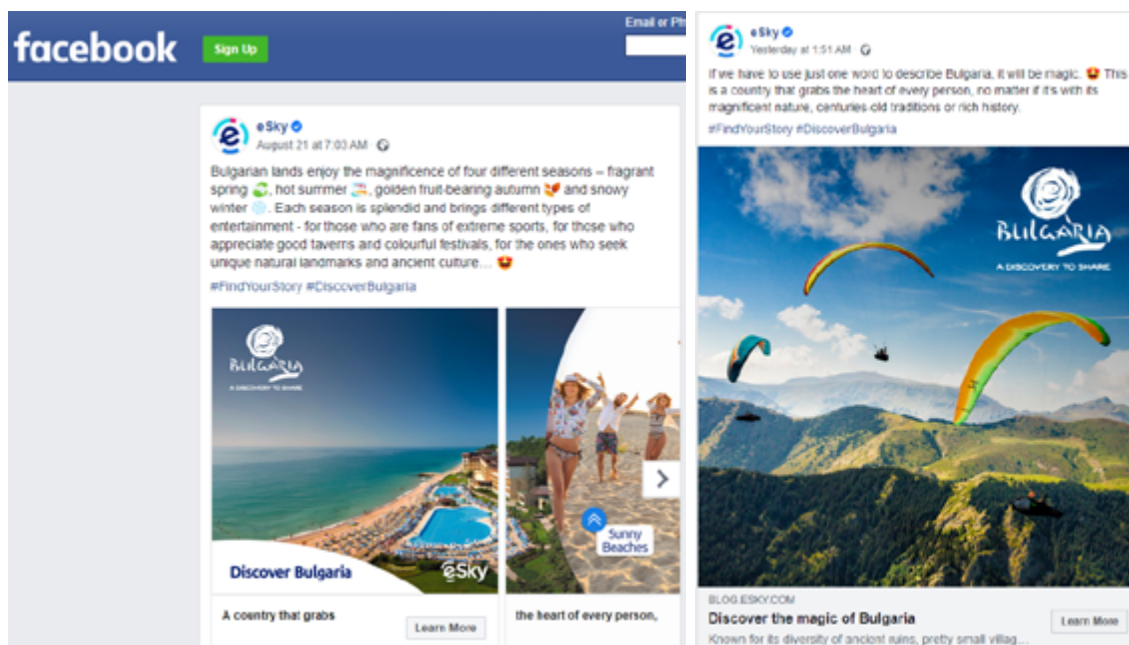 facebook
Sign Up
Email or Ph
eSky
August 21 at 7:03 AM
Bulgarian lands enjoy the magnificence of four different seasons – fragrant
spring, hot summer, golden fruit-bearing autumn and snowy
winter. Each season is splendid and brings different types of
entertainment - for those who are fans of extreme sports, for those who
appreciate good taverns and colourful festivals, for the ones who seek
unique natural landmarks and ancient culture…
#FindYourStory #DiscoverBulgaria
BULGARIA
A DISCOVERY TO SHARE
Discover Bulgaria
eSky
Sunny
Beaches
A country that grabs
Learn More
the heart of every person,
eSky
Yesterday at 1:51 AM
If we have to use just one word to describe Bulgaria, it will be magic. This
is a country that grabs the heart of every person, no matter if it's with its
magnificent nature, centuries-old traditions or rich history.
#FindYourStory #DiscoverBulgaria
BULGARIA
A DISCOVERY TO SHARE
BLOG.ESKY.COM
Discover the magic of Bulgaria
Learn More
Known for its diversity of ancient ruins, pretty small villag...